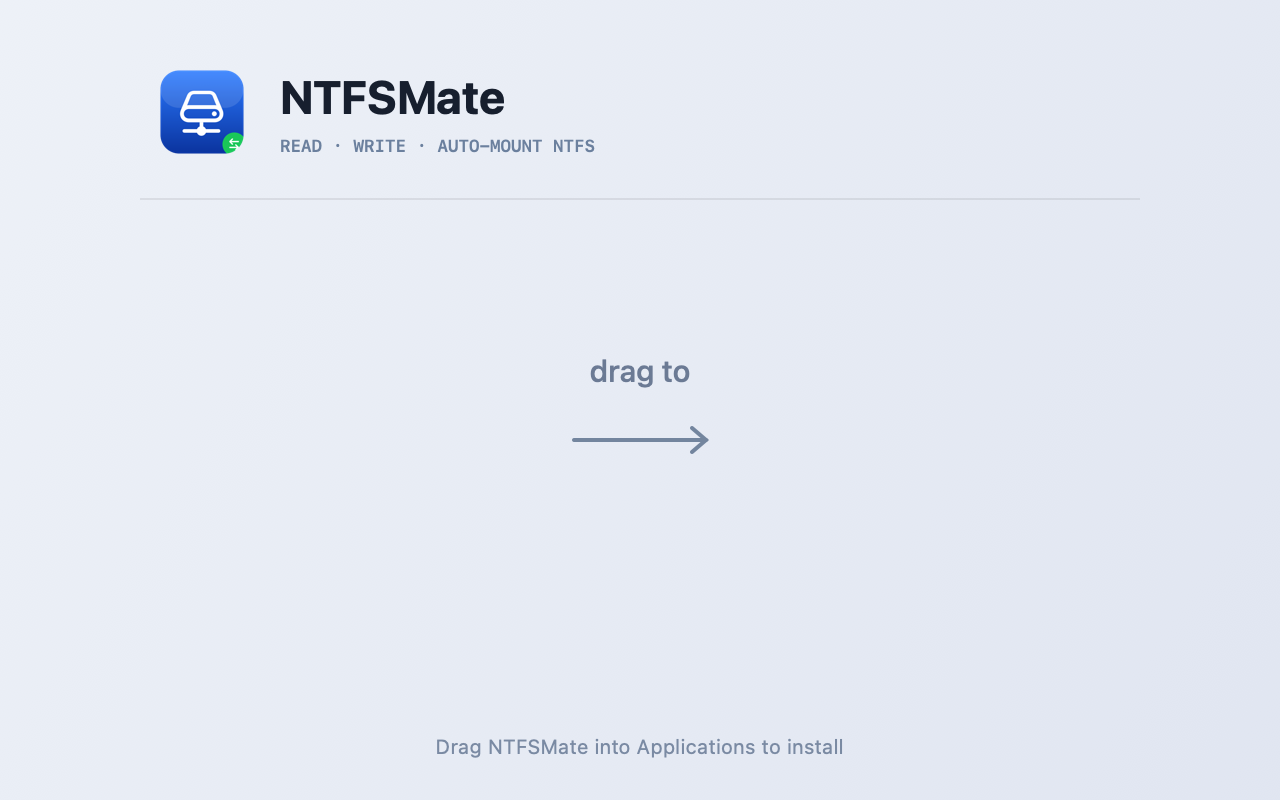 NTFSMate
READ · WRITE · AUTO–MOUNT NTFS
drag to
Drag NTFSMate into Applications to install